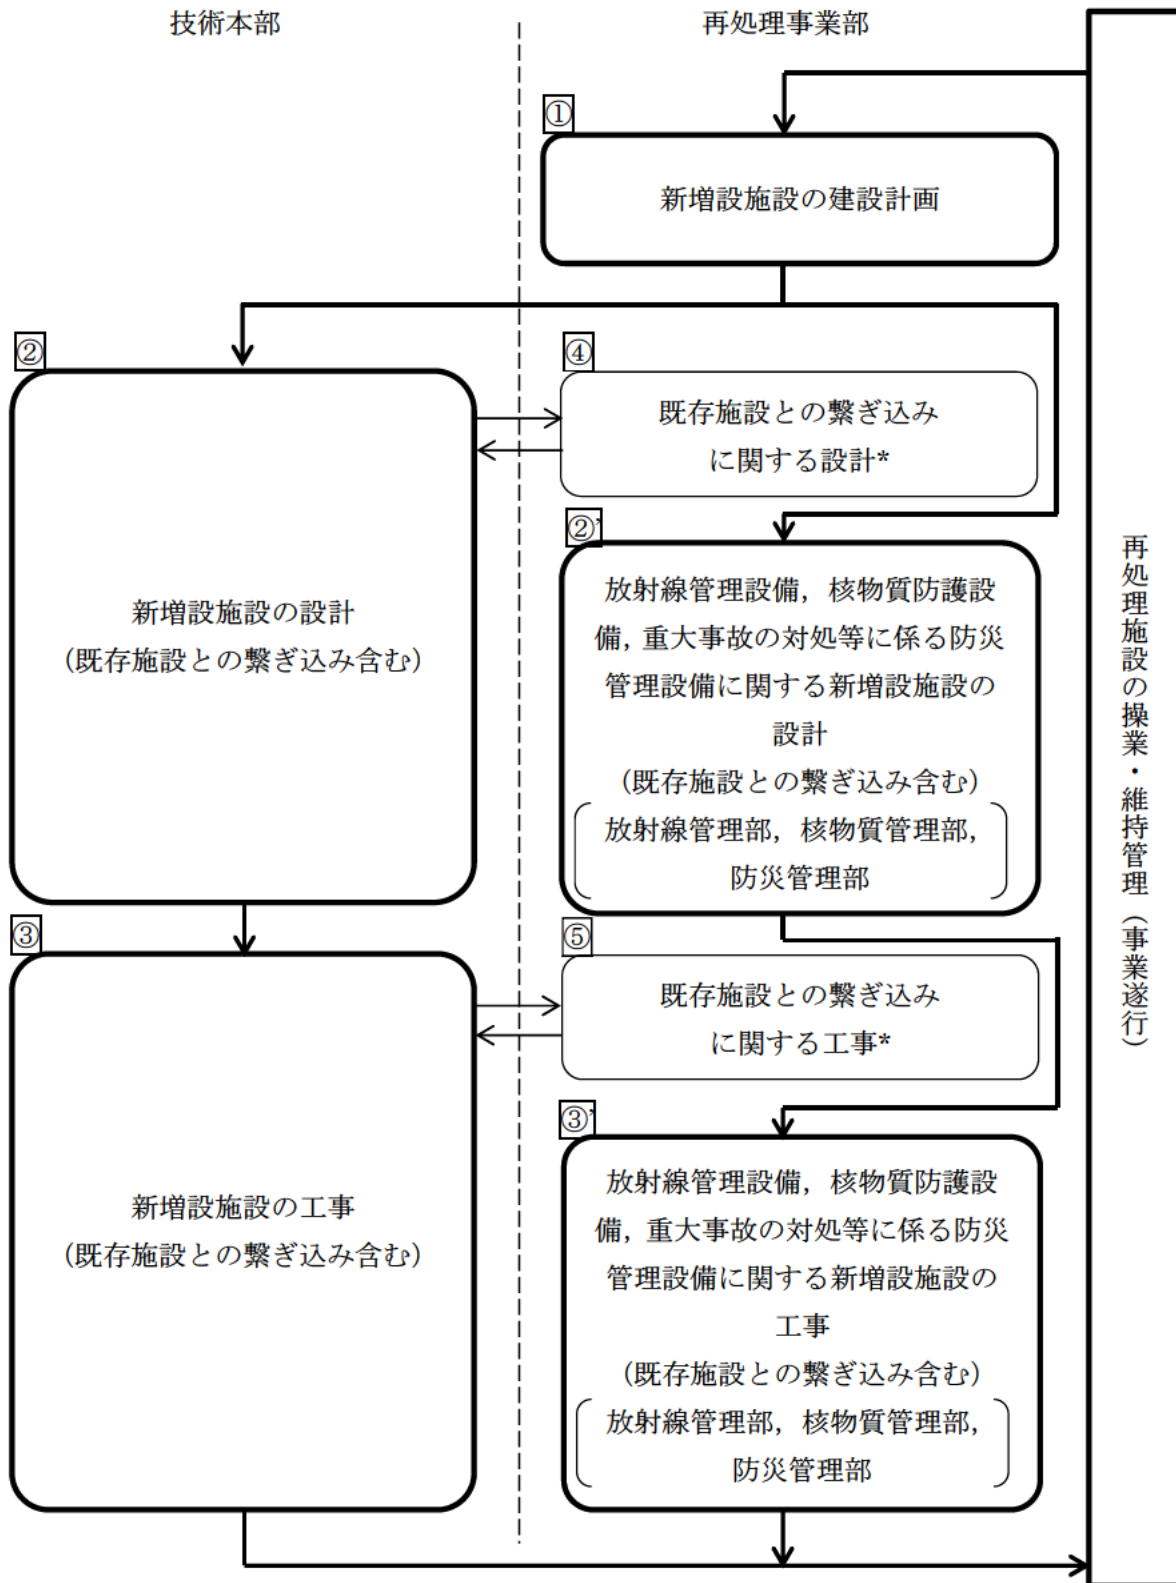 技術本部
再処理事業部
①
新増設施設の建設計画
②
新増設施設の設計
（既存施設との繋ぎ込み含む）
④
既存施設との繋ぎ込み
に関する設計*
②’
放射線管理設備，核物質防護設
備，重大事故の対処等に係る防災
管理設備に関する新増設施設の
設計
（既存施設との繋ぎ込み含む）
放射線管理部，核物質管理部，
防災管理部
③
新増設施設の工事
（既存施設との繋ぎ込み含む）
⑤
既存施設との繋ぎ込み
に関する工事*
③’
放射線管理設備，核物質防護設
備，重大事故の対処等に係る防災
管理設備に関する新増設施設の
工事
（既存施設との繋ぎ込み含む）
放射線管理部，核物質管理部，
防災管理部
再処理施設の操業・維持管理（事業遂行）